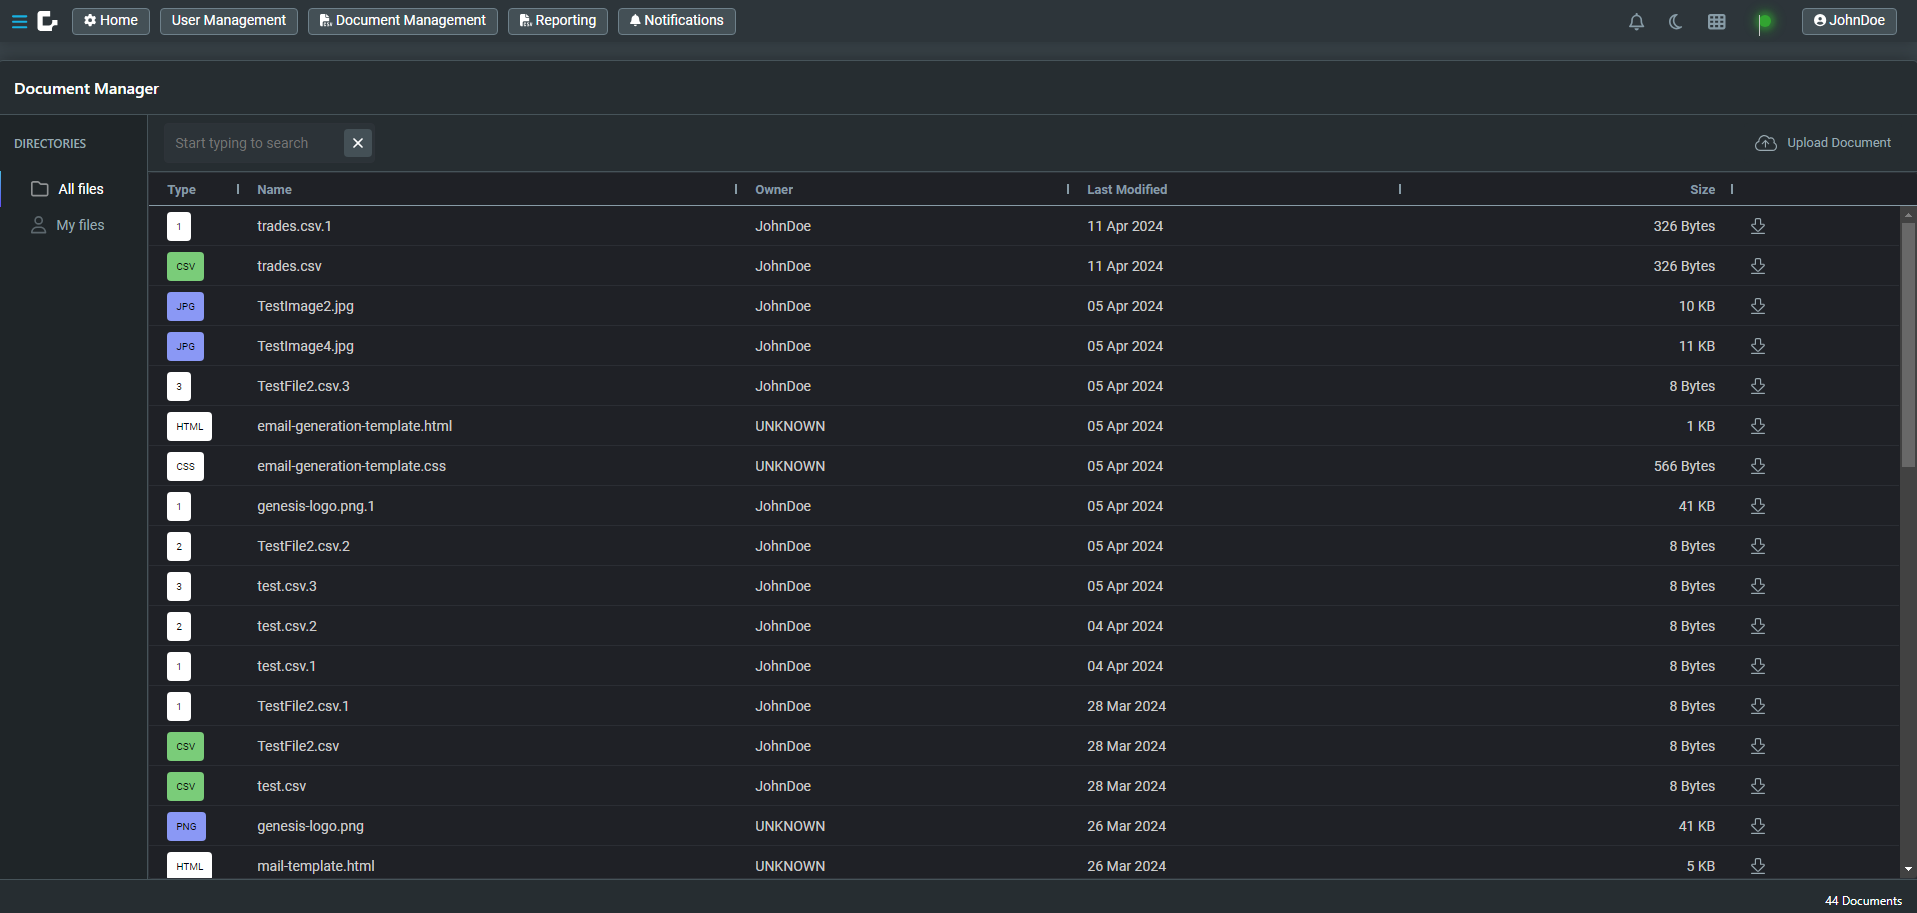 Home User Management Document Management Reporting Notifications JohnDoe
Document Manager
DIRECTORIES
All files
My files
Start typing to search
Upload Document
Type Name Owner Last Modified Size
1 trades.csv.1 JohnDoe 11 Apr 2024 326 Bytes
CSV trades.csv JohnDoe 11 Apr 2024 326 Bytes
JPG TestImage2.jpg JohnDoe 05 Apr 2024 10 KB
JPG TestImage4.jpg JohnDoe 05 Apr 2024 11 KB
3 TestFile2.csv.3 JohnDoe 05 Apr 2024 8 Bytes
HTML email-generation-template.html UNKNOWN 05 Apr 2024 1 KB
CSS email-generation-template.css UNKNOWN 05 Apr 2024 566 Bytes
1 genesis-logo.png.1 JohnDoe 05 Apr 2024 41 KB
2 TestFile2.csv.2 JohnDoe 05 Apr 2024 8 Bytes
3 test.csv.3 JohnDoe 05 Apr 2024 8 Bytes
2 test.csv.2 JohnDoe 04 Apr 2024 8 Bytes
1 test.csv.1 JohnDoe 04 Apr 2024 8 Bytes
1 TestFile2.csv.1 JohnDoe 28 Mar 2024 8 Bytes
CSV TestFile2.csv JohnDoe 28 Mar 2024 8 Bytes
CSV test.csv JohnDoe 28 Mar 2024 8 Bytes
PNG genesis-logo.png UNKNOWN 26 Mar 2024 41 KB
HTML mail-template.html UNKNOWN 26 Mar 2024 5 KB
44 Documents